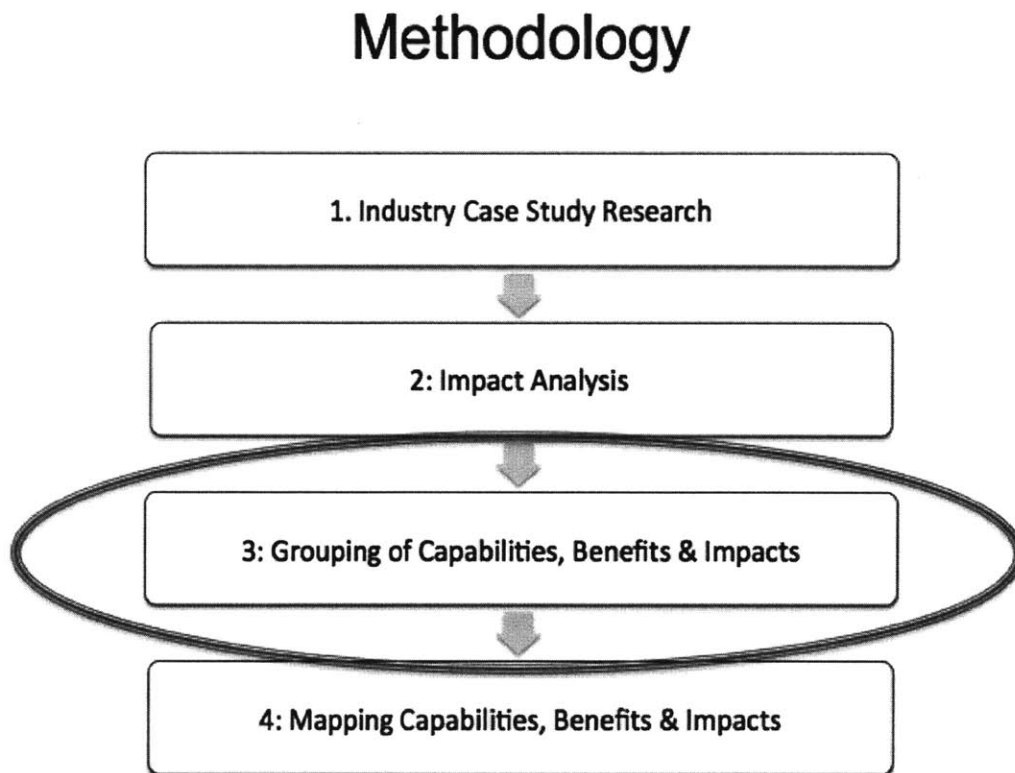 Methodology
1. Industry Case Study Research
2: Impact Analysis
3: Grouping of Capabilities, Benefits & Impacts
4: Mapping Capabilities, Benefits & Impacts